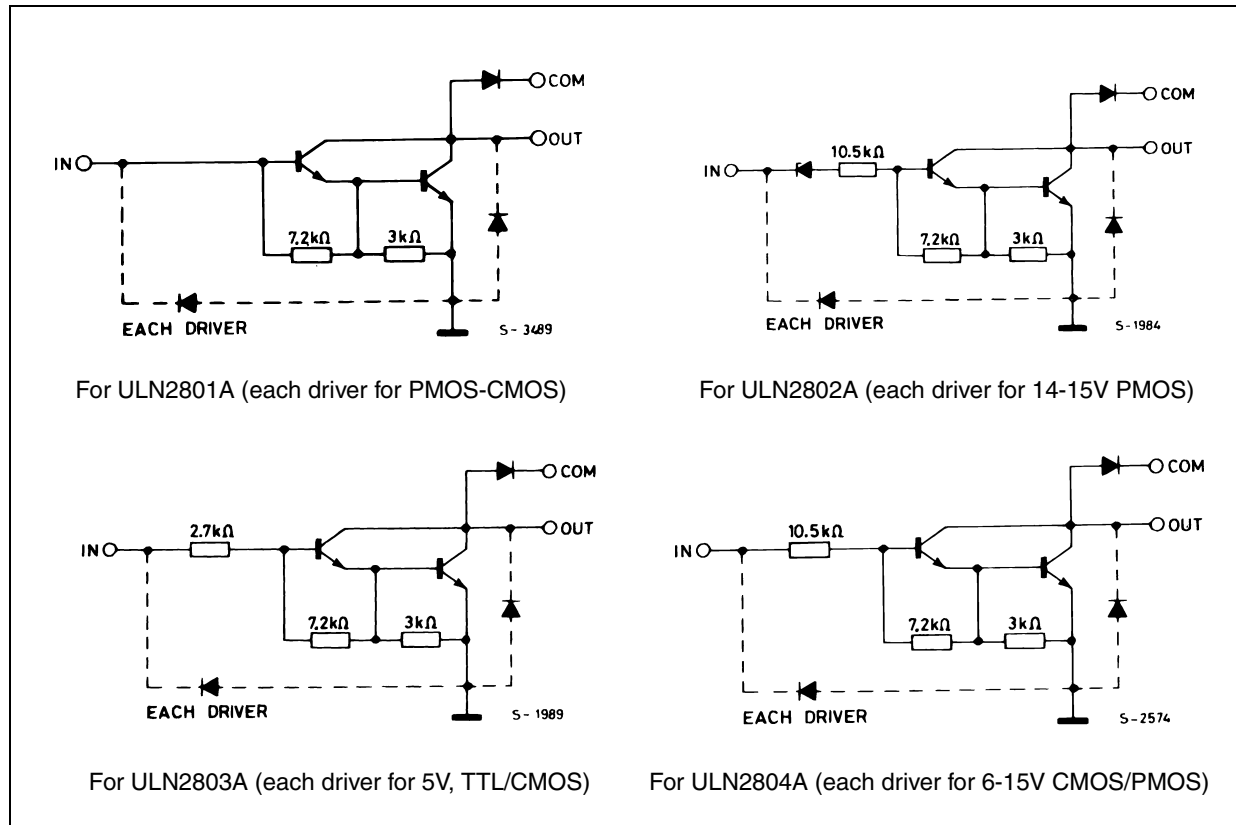 COM
OUT
IN
7.2kΩ 3kΩ
EACH DRIVER
S-3489
For ULN2801A (each driver for PMOS-CMOS)
COM
OUT
10.5kΩ
IN
7.2kΩ 3kΩ
EACH DRIVER
S-1984
For ULN2802A (each driver for 14-15V PMOS)
COM
OUT
2.7kΩ
IN
7.2kΩ 3kΩ
EACH DRIVER
S-1989
For ULN2803A (each driver for 5V, TTL/CMOS)
COM
OUT
10.5kΩ
IN
7.2kΩ 3kΩ
EACH DRIVER
S-2574
For ULN2804A (each driver for 6-15V CMOS/PMOS)